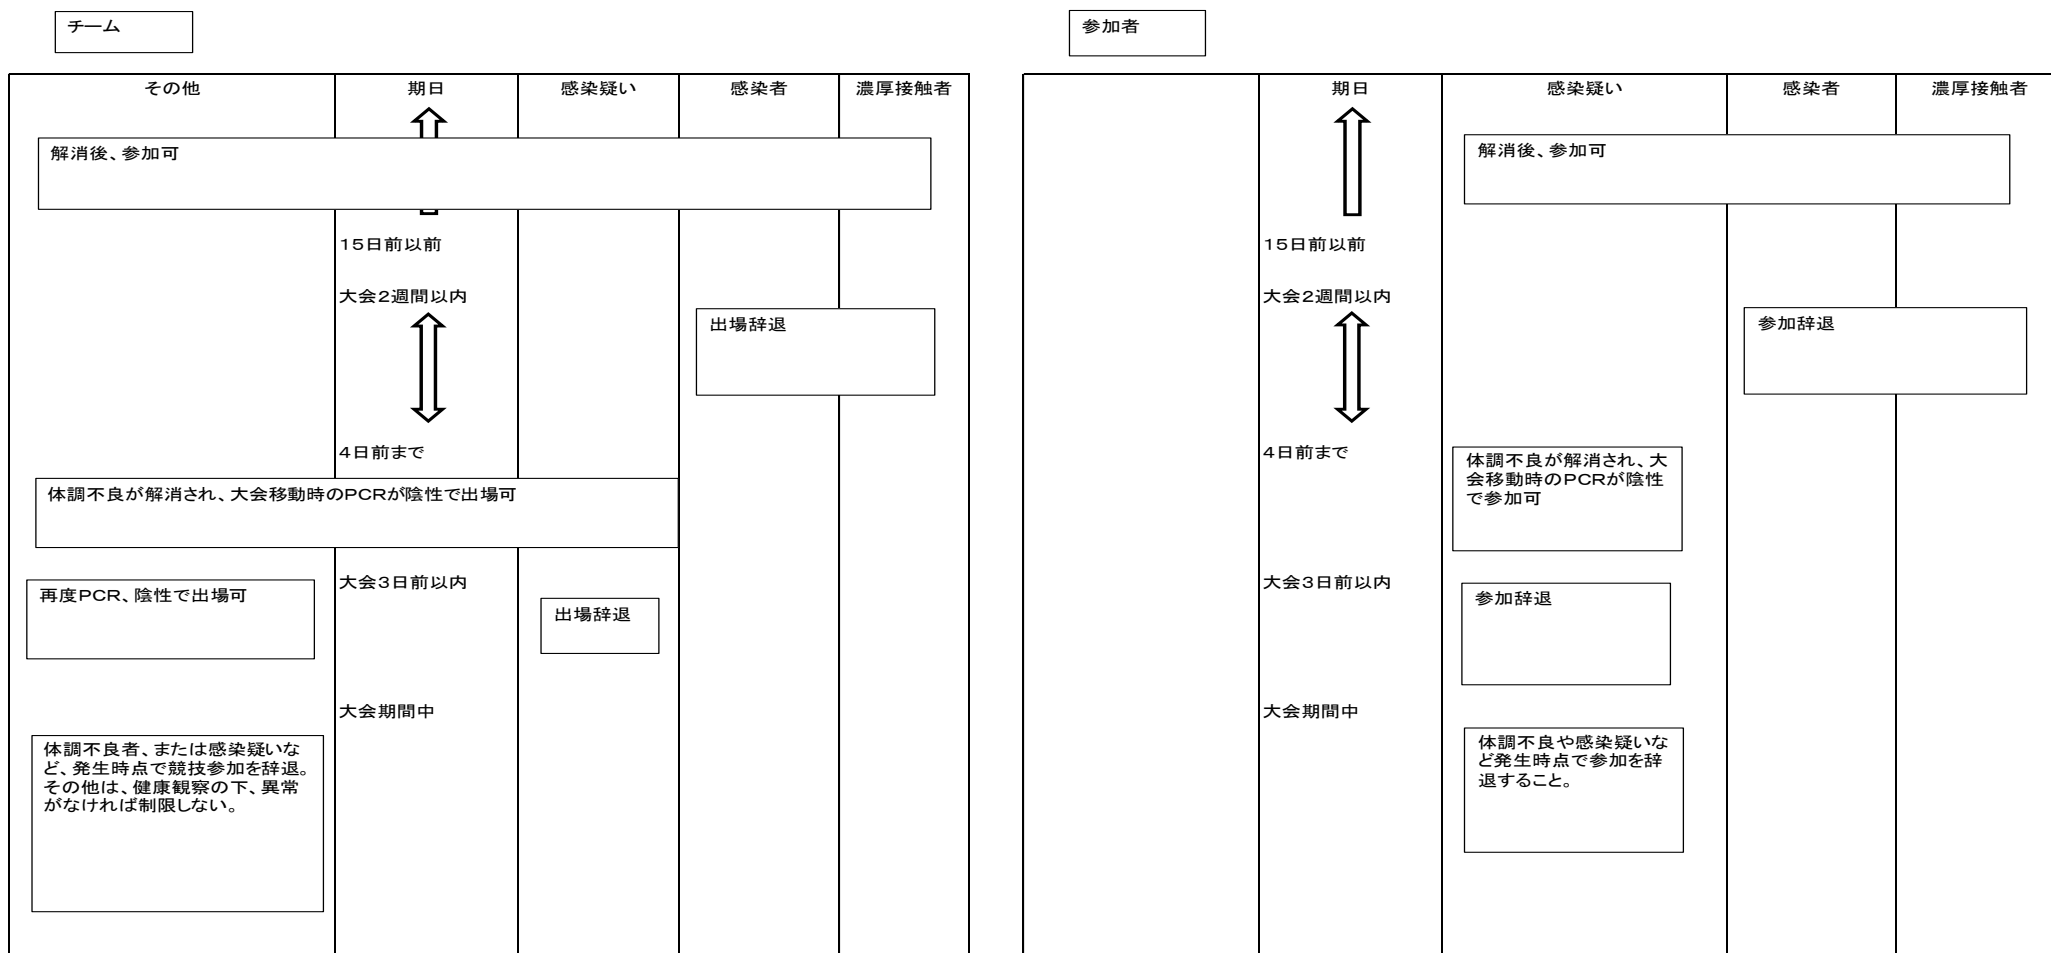 チーム
その他
期日
感染疑い
感染者
濃厚接触者
解消後、参加可
15日前以前
大会2週間以内
出場辞退
4日前まで
体調不良が解消され、大会移動時のPCRが陰性で出場可
大会3日前以内
再度PCR、陰性で出場可
出場辞退
大会期間中
体調不良者、または感染疑いな
ど、発生時点で競技参加を辞退。
その他は、健康観察の下、異常
がなければ制限しない。
参加者
期日
感染疑い
感染者
濃厚接触者
解消後、参加可
15日前以前
大会2週間以内
参加辞退
4日前まで
体調不良が解消され、大
会移動時のPCRが陰性
で参加可
大会3日前以内
参加辞退
大会期間中
体調不良や感染疑いな
ど発生時点で参加を辞
退すること。